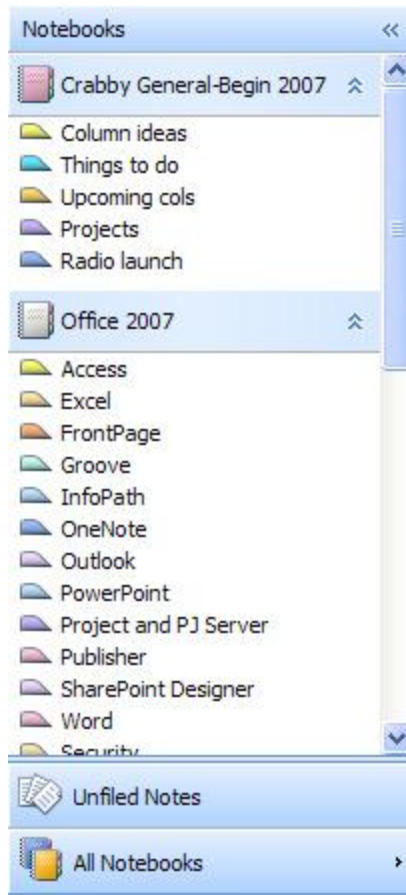 Notebooks
Crabby General-Begin 2007
Column ideas
Things to do
Upcoming cols
Projects
Radio launch
Office 2007
Access
Excel
FrontPage
Groove
InfoPath
OneNote
Outlook
PowerPoint
Project and PJ Server
Publisher
SharePoint Designer
Word
Security
Unfiled Notes
All Notebooks